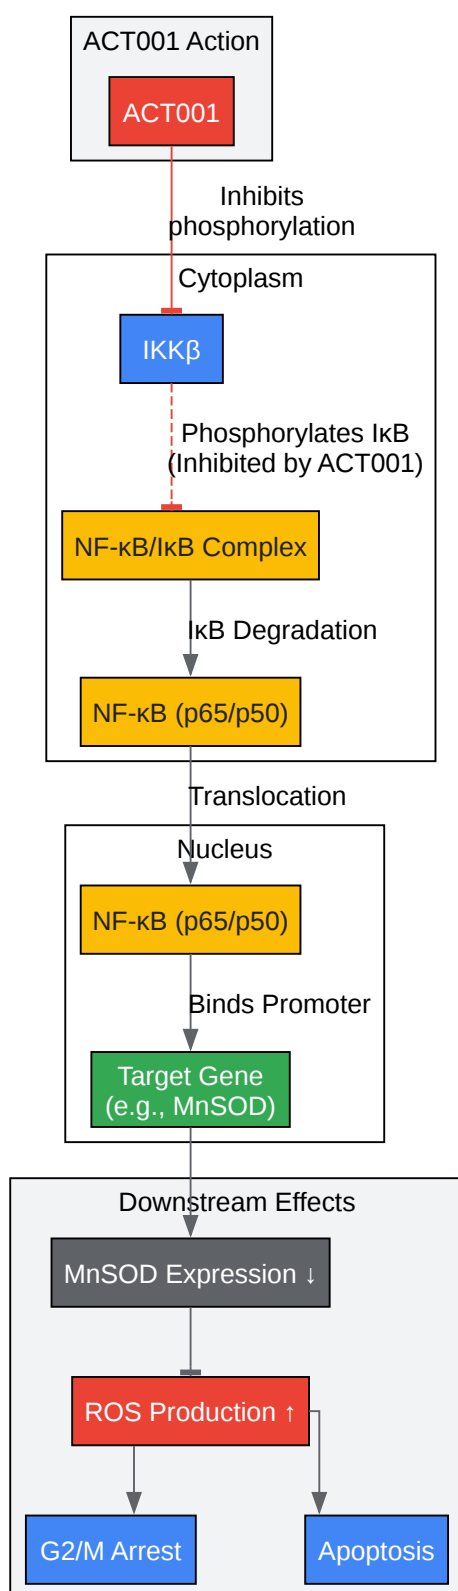 ACT001 Action
ACT001
Inhibits
phosphorylation
Cytoplasm
IKKβ
Phosphorylates IκB
(Inhibited by ACT001)
NF-κB/IκB Complex
IκB Degradation
NF-κB (p65/p50)
Translocation
Nucleus
NF-κB (p65/p50)
Binds Promoter
Target Gene
(e.g., MnSOD)
Downstream Effects
MnSOD Expression ↓
ROS Production ↑
G2/M Arrest
Apoptosis